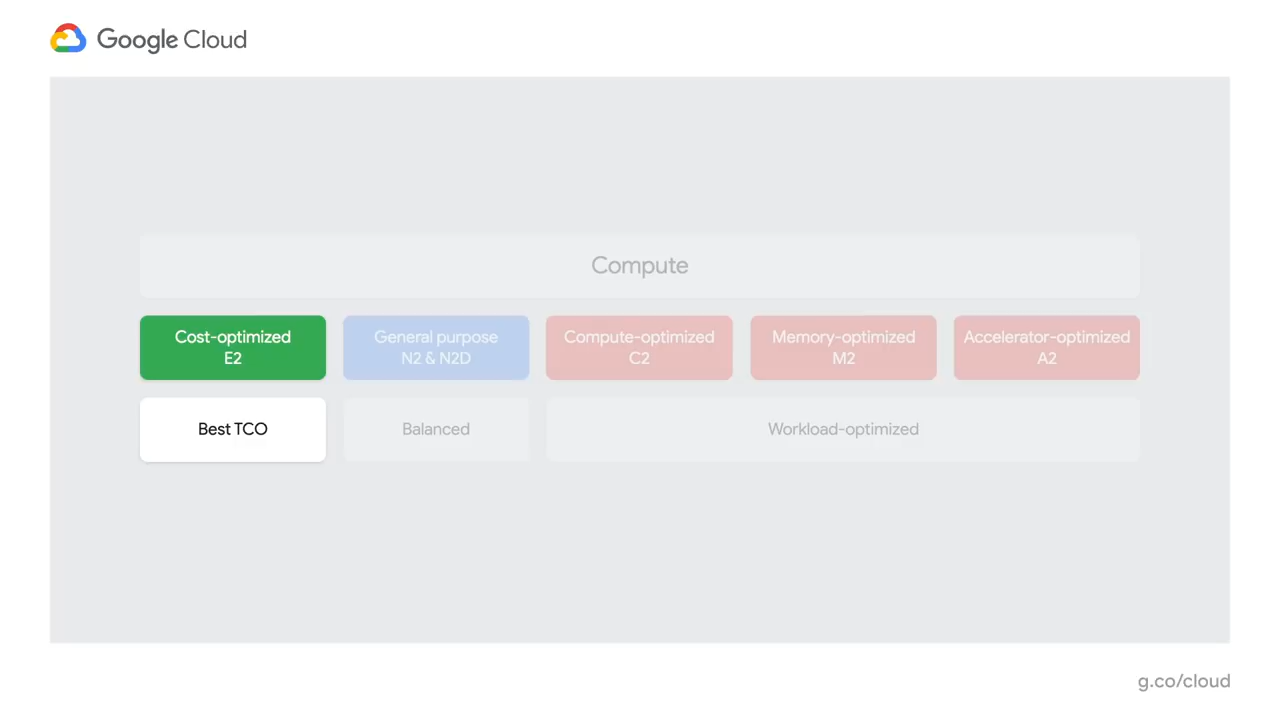 Google Cloud
Compute
Cost-optimized
E2
General purpose
N2 & N2D
Compute-optimized
C2
Memory-optimized
M2
Accelerator-optimized
A2
Best TCO
Balanced
Workload-optimized
g.co/cloud